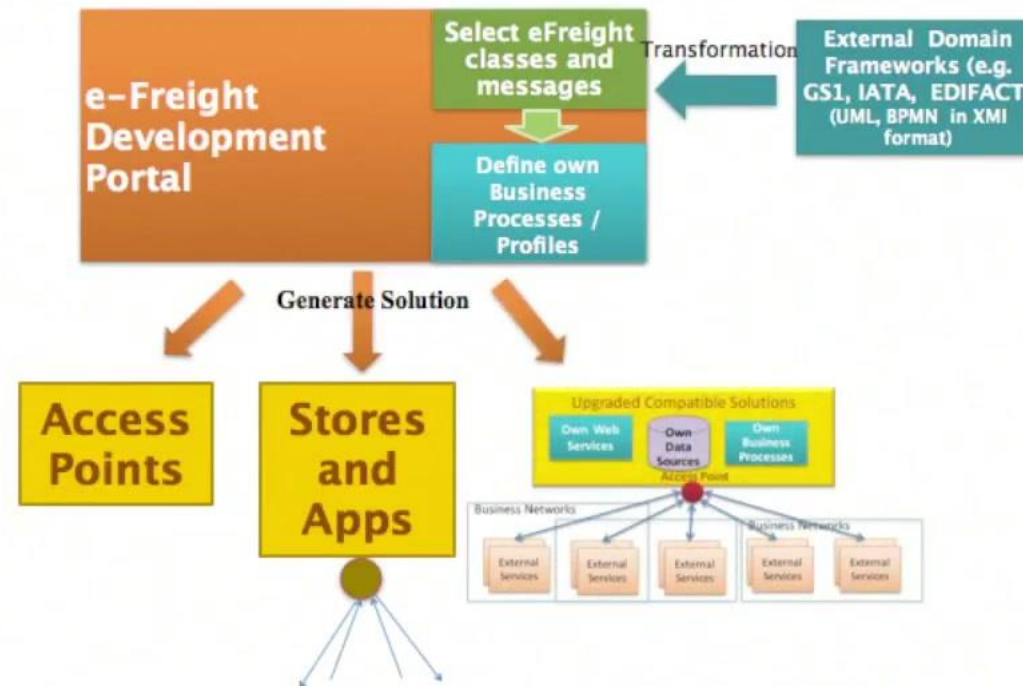 Select eFreight
classes and
messages
Transformation
External Domain
Frameworks (e.g.
GS1, IATA, EDIFACT
(UML, BPMN in XMI
format)
e-Freight
Development
Portal
Define own
Business
Processes /
Profiles
Generate Solution
Access
Points
Stores
and
Apps
Upgraded Compatible Solutions
Own Web
Services
Own
Data
Sources
Own
Business
Processes
Access Point
Business Networks
Business Networks
External
Services
External
Services
External
Services
External
Services
External
Services